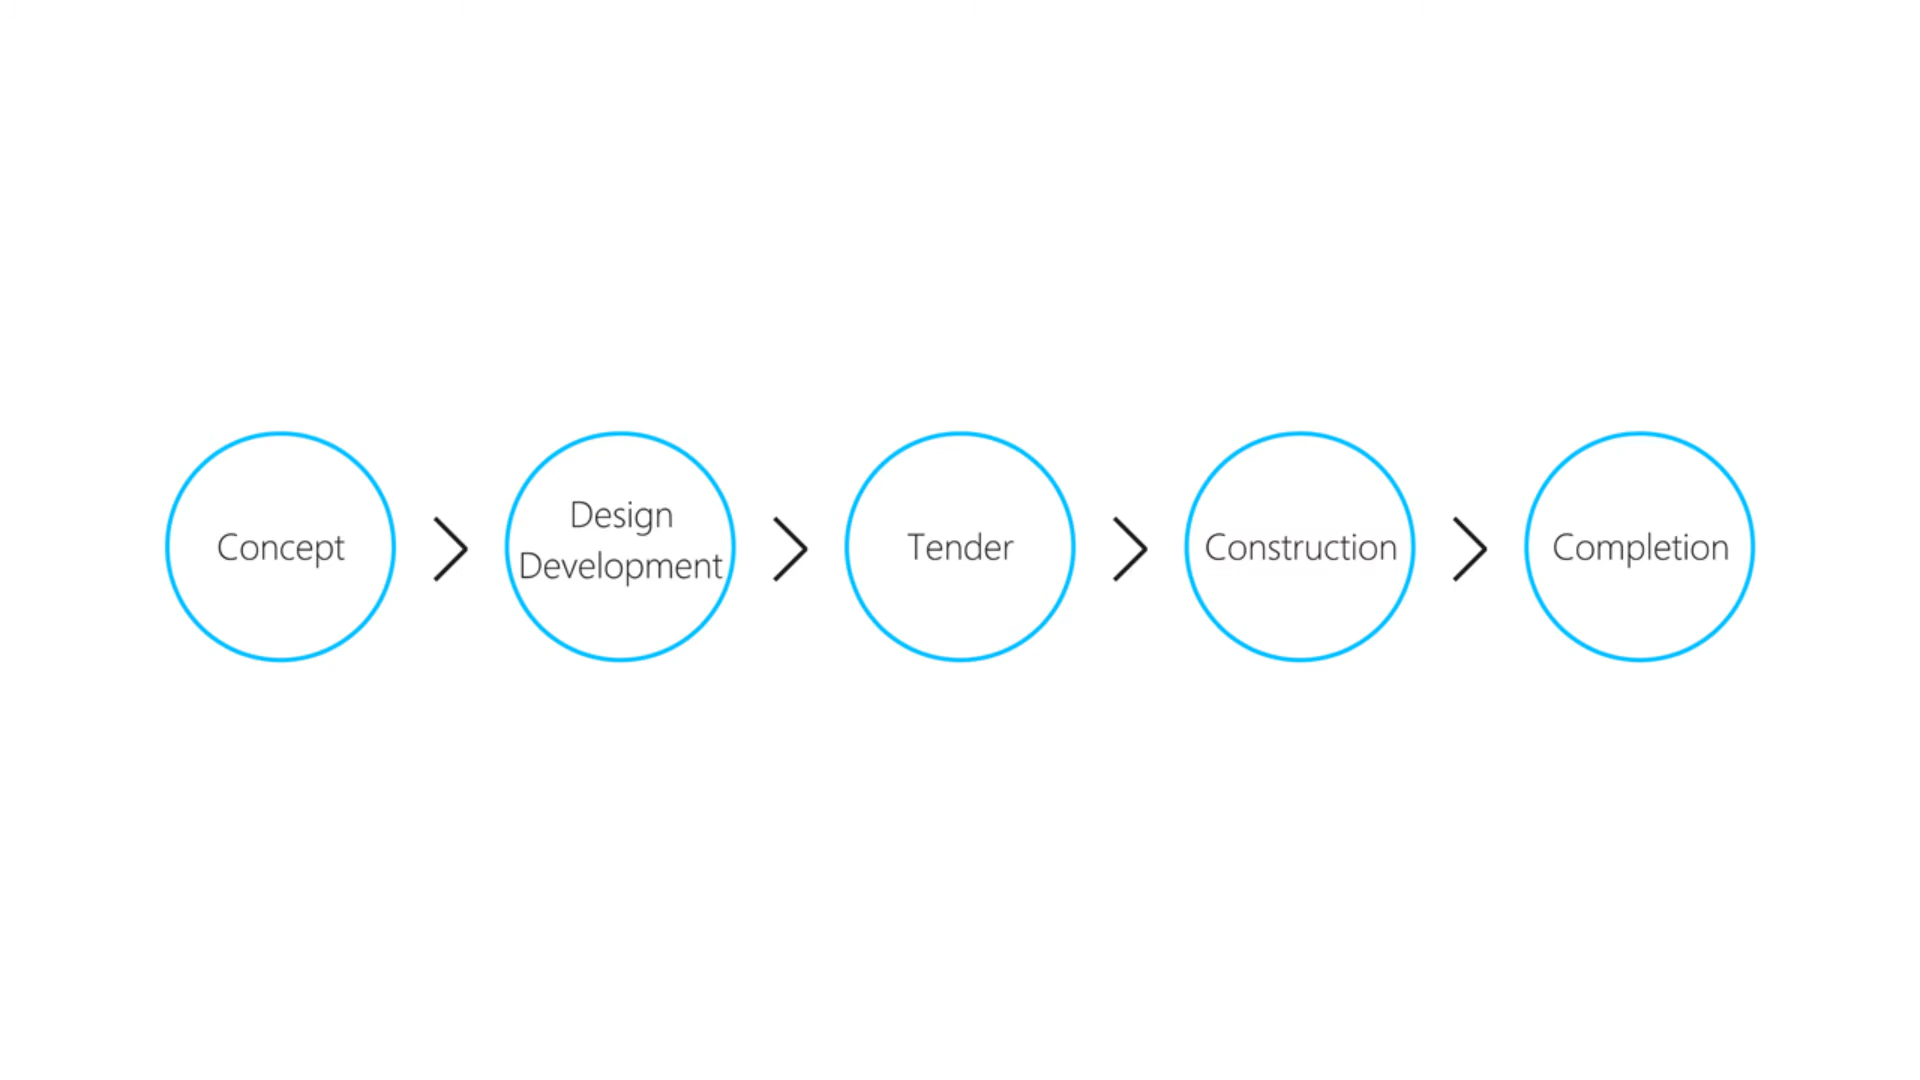 Concept
Design
Development
Tender
Construction
Completion